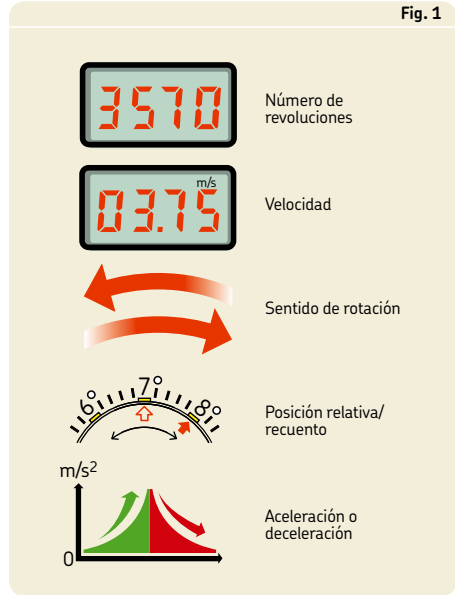 Fig. 1
3570
Número de
revoluciones
m/s
03.75
Velocidad
Sentido de rotación
6° 7° 8°
Posición relativa/
recuento
m/s²
0
Aceleración o
deceleración